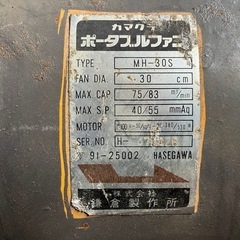 カマクラ
ポータブルファン
TYPE MH-30S
FAN DIA. 30 cm
MAX. CAP 75/83 m³/min
MAX. S.P 40/55 mmAq
MOTOR
SER. NO. H-
91-25002 HASEGAWA
株式会社
鎌倉製作所